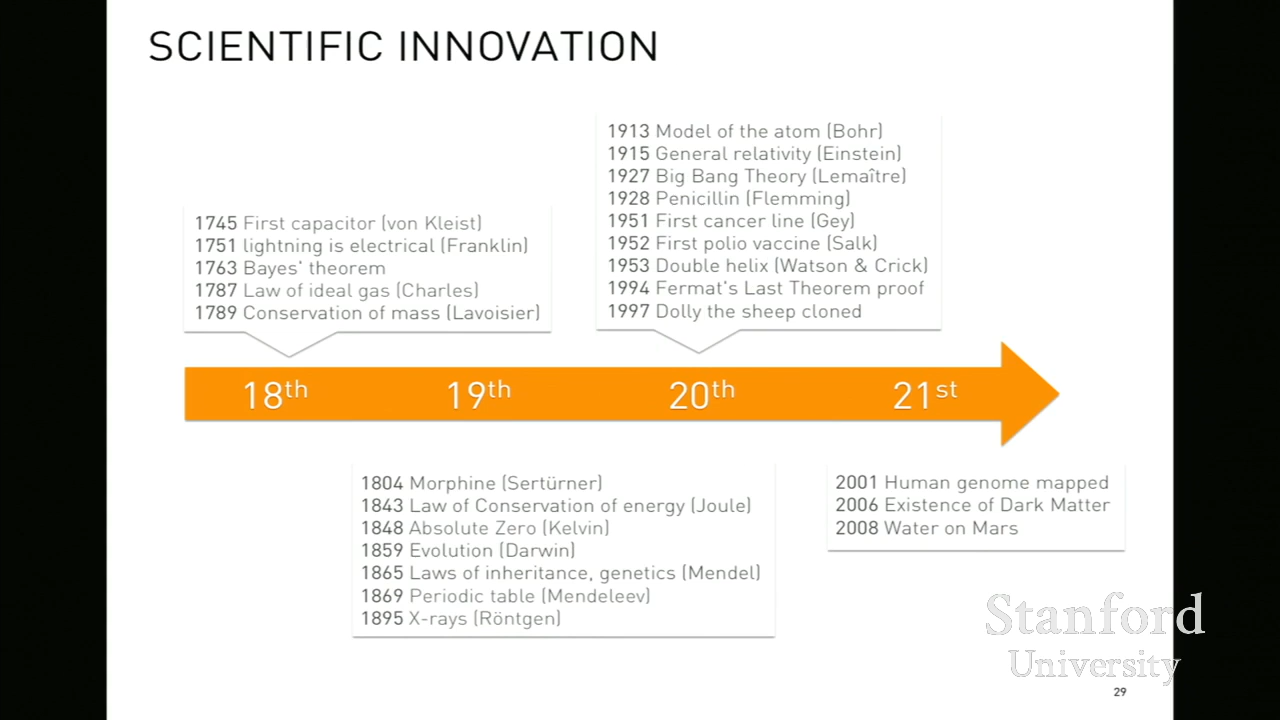 SCIENTIFIC INNOVATION
1745 First capacitor (von Kleist)
1751 lightning is electrical (Franklin)
1763 Bayes' theorem
1787 Law of ideal gas (Charles)
1789 Conservation of mass (Lavoisier)
1913 Model of the atom (Bohr)
1915 General relativity (Einstein)
1927 Big Bang Theory (Lemaître)
1928 Penicillin (Flemming)
1951 First cancer line (Gey)
1952 First polio vaccine (Salk)
1953 Double helix (Watson & Crick)
1994 Fermat's Last Theorem proof
1997 Dolly the sheep cloned
18th 19th 20th 21st
1804 Morphine (Sertürner)
1843 Law of Conservation of energy (Joule)
1848 Absolute Zero (Kelvin)
1859 Evolution (Darwin)
1865 Laws of inheritance, genetics (Mendel)
1869 Periodic table (Mendeleev)
1895 X-rays (Röntgen)
2001 Human genome mapped
2006 Existence of Dark Matter
2008 Water on Mars
Stanford
University
29